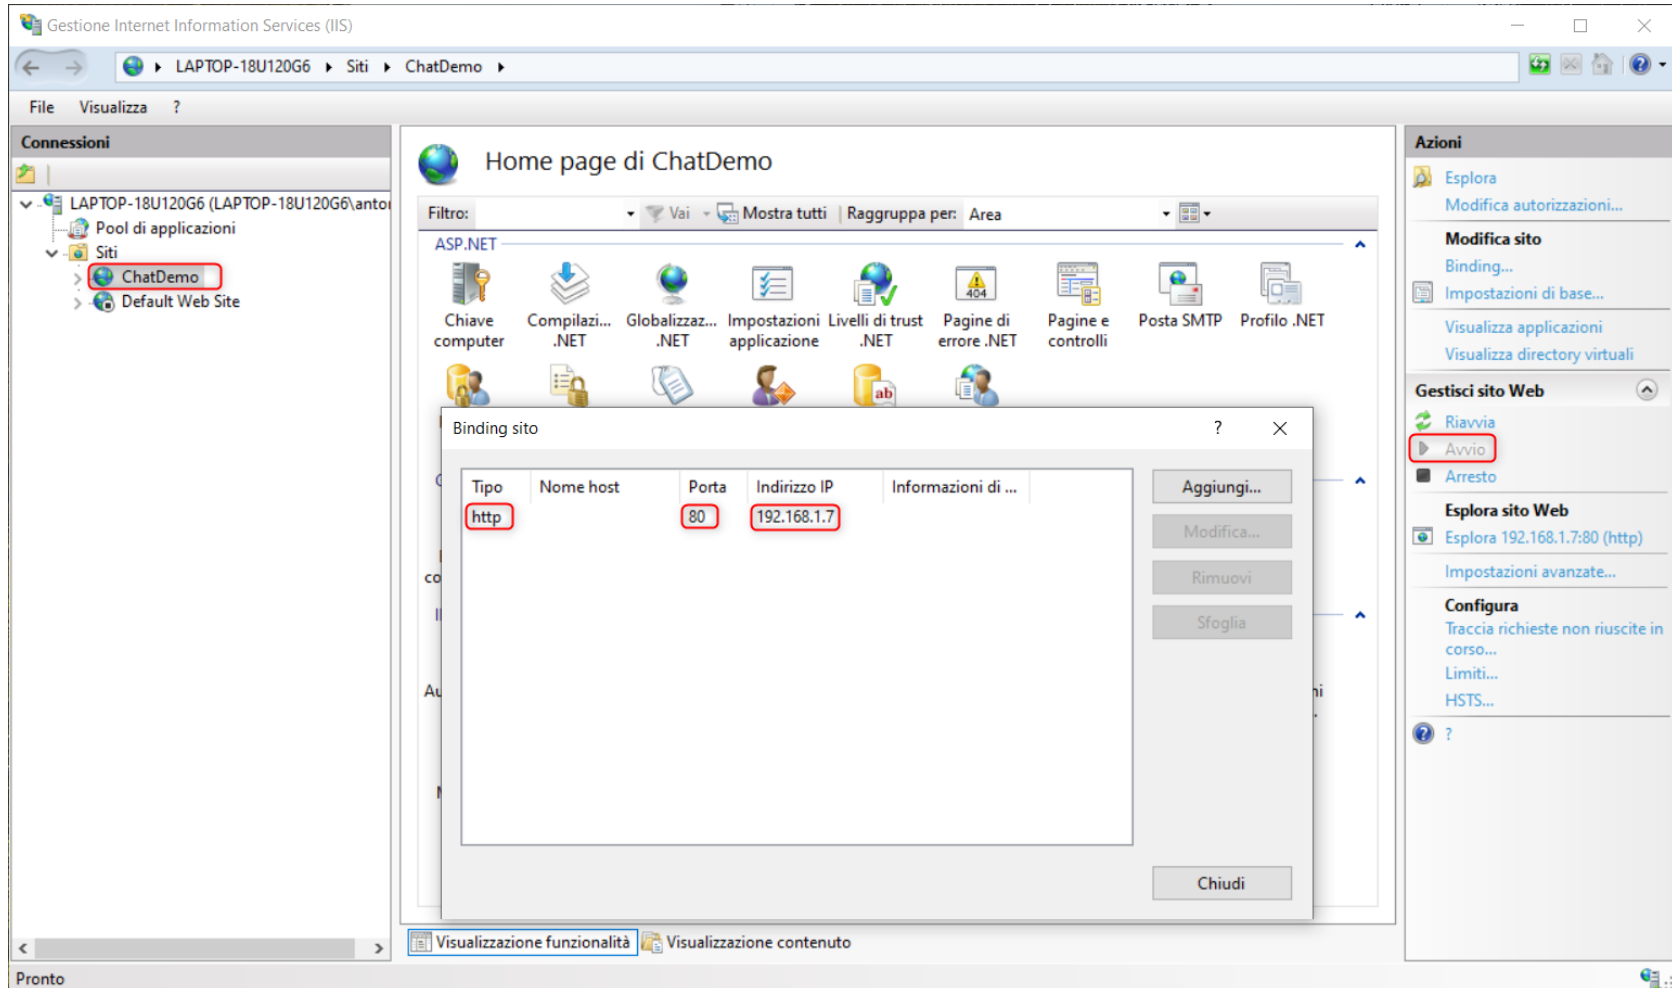 Gestione Internet Information Services (IIS)
LAPTOP-18U120G6 Siti ChatDemo
File Visualizza ?
Connessioni
LAPTOP-18U120G6 (LAPTOP-18U120G6\anto
Pool di applicazioni
Siti
ChatDemo
Default Web Site
Home page di ChatDemo
Filtro: Vai Mostra tutti Raggruppa per: Area
ASP.NET
404
Chiave computer
Compilazi... .NET
Globalizzaz... .NET
Impostazioni applicazione
Livelli di trust .NET
Pagine di errore .NET
Pagine e controlli
Posta SMTP
Profilo .NET
ab
Binding sito ?
Tipo Nome host Porta Indirizzo IP Informazioni di ...
http 80 192.168.1.7
Aggiungi...
Modifica...
Rimuovi
Sfoglia
Chiudi
co
Au
Visualizzazione funzionalità Visualizzazione contenuto
Azioni
Esplora
Modifica autorizzazioni...
Modifica sito
Binding...
Impostazioni di base...
Visualizza applicazioni
Visualizza directory virtuali
Gestisci sito Web
Riavvia
Avvio
Arresto
Esplora sito Web
Esplora 192.168.1.7:80 (http)
Impostazioni avanzate...
Configura
Traccia richieste non riuscite in
corso...
Limiti...
HSTS...
?
Pronto